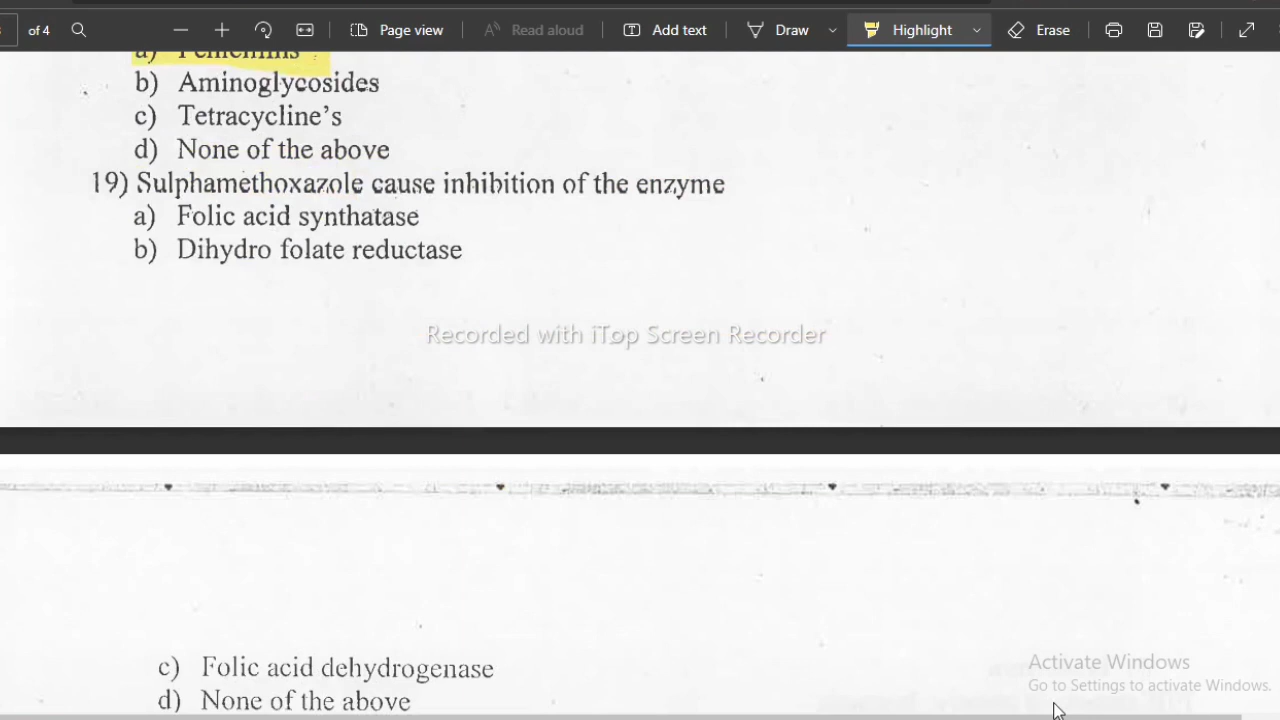 of 4
Page view
Read aloud
Add text
Draw
Highlight
Erase
a) Penicillins
b) Aminoglycosides
c) Tetracycline's
d) None of the above
19) Sulphamethoxazole cause inhibition of the enzyme
a) Folic acid synthatase
b) Dihydro folate reductase
Recorded with iTop Screen Recorder
c) Folic acid dehydrogenase
d) None of the above
Activate Windows
Go to Settings to activate Windows.